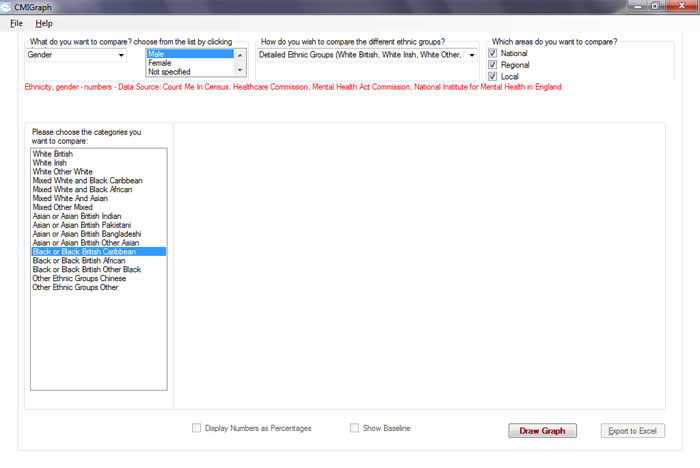 CMIGraph
File Help
What do you want to compare? choose from the list by clicking
Gender
Male
Female
Not specified
How do you wish to compare the different ethnic groups?
Detailed Ethnic Groups (White British, White Irish, White Other,
Which areas do you want to compare?
National
Regional
Local
Ethnicity, gender - numbers - Data Source: Count Me In Census. Healthcare Commission, Mental Health Act Commission, National Institute for Mental Health in England
Please choose the categories you
want to compare:
White British
White Irish
White Other White
Mixed White and Black Caribbean
Mixed White and Black African
Mixed White And Asian
Mixed Other Mixed
Asian or Asian British Indian
Asian or Asian British Pakistani
Asian or Asian British Bangladeshi
Asian or Asian British Other Asian
Black or Black British Caribbean
Black or Black British African
Black or Black British Other Black
Other Ethnic Groups Chinese
Other Ethnic Groups Other
Display Numbers as Percentages
Show Baseline
Draw Graph
Export to Excel